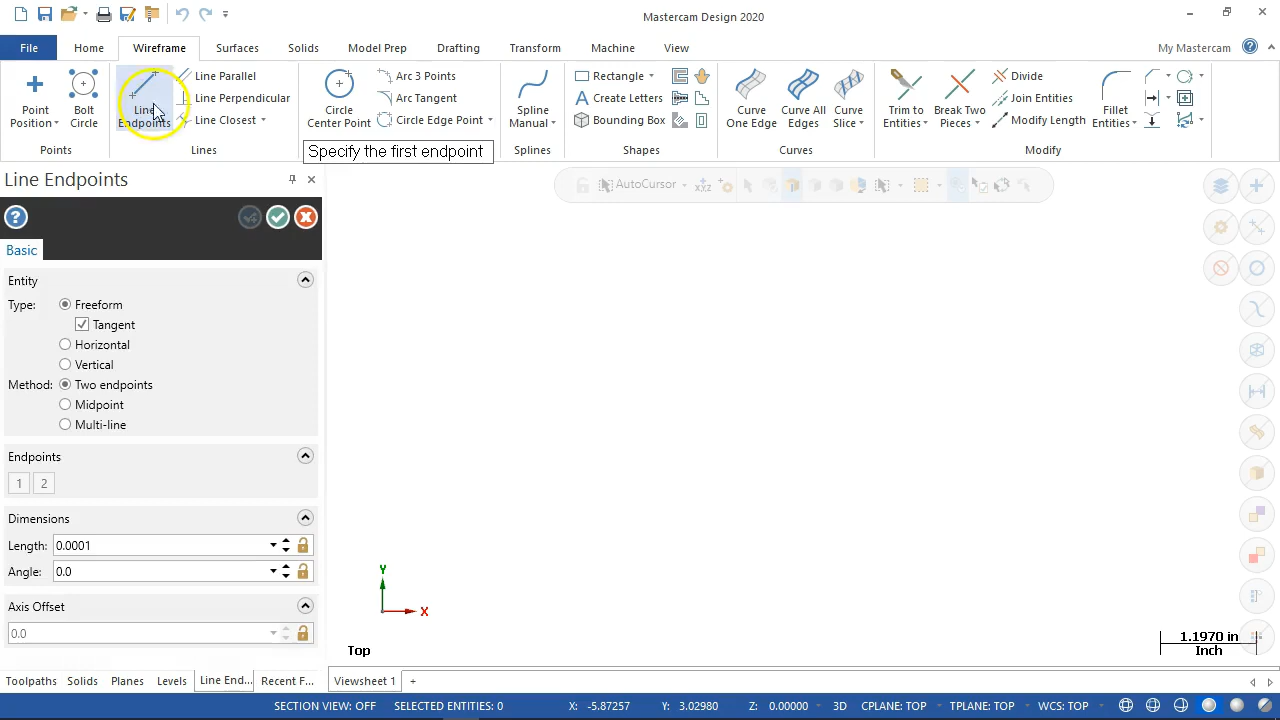 Mastercam Design 2020
File Home Wireframe Surfaces Solids Model Prep Drafting Transform Machine View My Mastercam
Point Position
Bolt Circle
Points
Line Endpoints
Line Parallel
Line Perpendicular
Line Closest
Lines
Circle Center Point
Arc 3 Points
Arc Tangent
Circle Edge Point
Specify the first endpoint
Spline Manual
Splines
Rectangle
Create Letters
Bounding Box
Shapes
Curve One Edge
Curve All Edges
Curve Slice
Curves
Trim to Entities
Break Two Pieces
Divide
Join Entities
Modify Length
Fillet Entities
Modify
Line Endpoints
AutoCursor
Basic
Entity
Type: Freeform
Tangent
Horizontal
Vertical
Method: Two endpoints
Midpoint
Multi-line
Endpoints
1 2
Dimensions
Length: 0.0001
Angle: 0.0
Axis Offset
0.0
Y
X
Top
1.1970 in
Inch
Toolpaths Solids Planes Levels Line End... Recent F... Viewsheet 1 +
SECTION VIEW: OFF SELECTED ENTITIES: 0 X: -5.87257 Y: 3.02980 Z: 0.00000 3D CPLANE: TOP TPLANE: TOP WCS: TOP